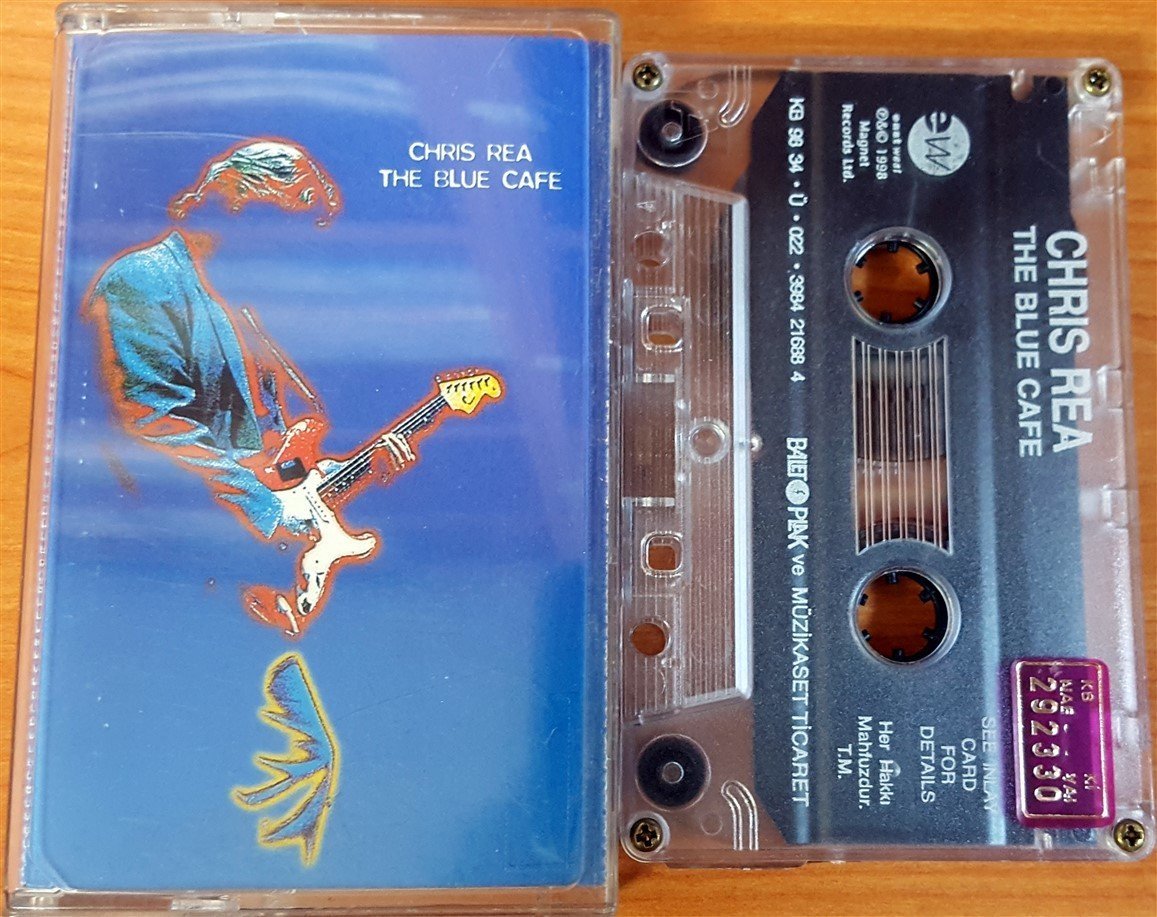 CHRIS REA
THE BLUE CAFE
CHRIS REA
THE BLUE CAFE
ew
east west
℗&© 1998
Magnet
Records Ltd.
KB 98 34 • Ü • 022 • 3984 21688 4
BALET PLAK ve MÜZİKASET TİCARET
SEE INLAY
CARD
FOR
DETAILS
Her Hakkı
Mahfuzdur.
T.M.
KB
292330